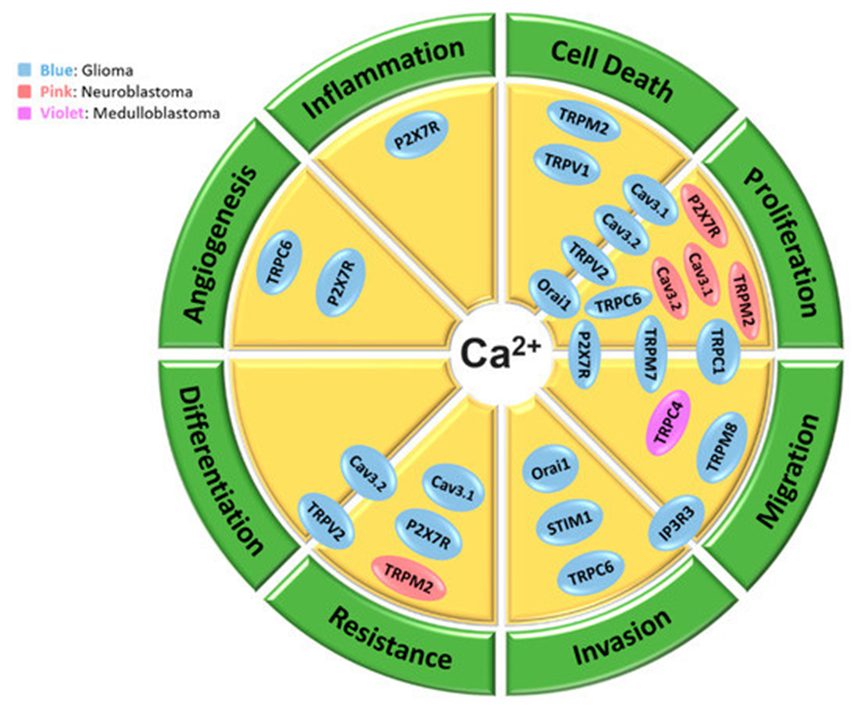 Blue: Glioma
Pink: Neuroblastoma
Violet: Medulloblastoma
Inflammation
Cell Death
Proliferation
Migration
Invasion
Resistance
Differentiation
Angiogenesis
Ca2+
P2X7R
TRPM2
TRPV1
Cav3.1
Cav3.2
TRPV2
Orai1
P2X7R
Cav3.1
Cav3.2
TRPM2
TRPC6
P2X7R
TRPM7
TRPC1
TRPC4
TRPM8
IP3R3
Orai1
STIM1
TRPC6
Cav3.2
TRPV2
Cav3.1
P2X7R
TRPM2
TRPC6
P2X7R